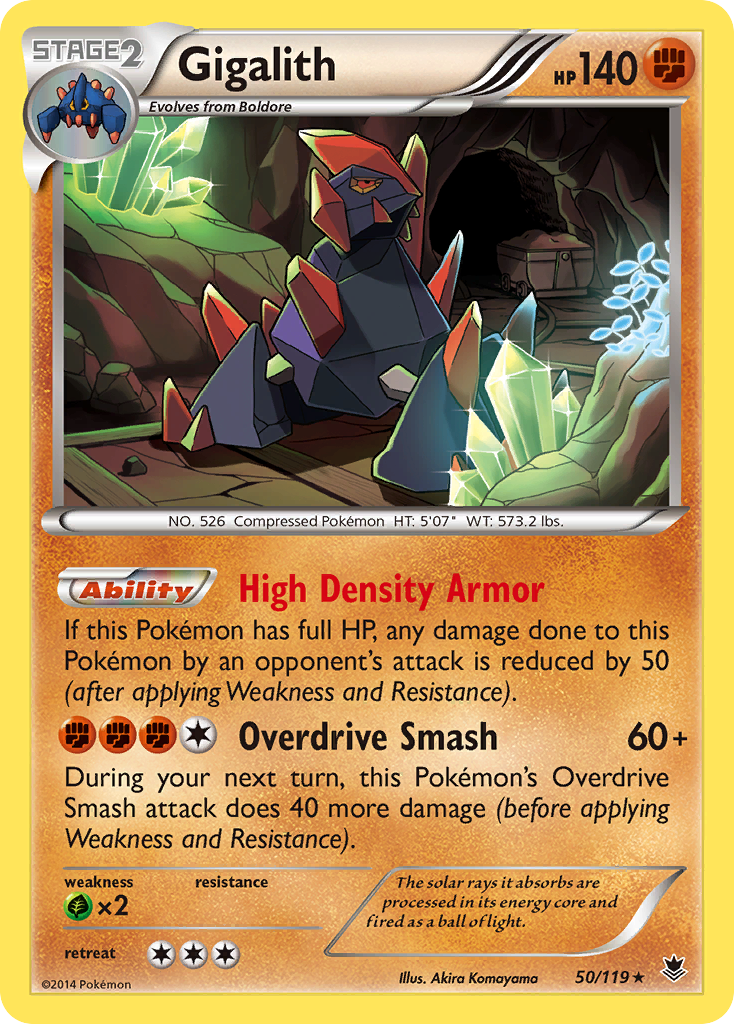 STAGE2
Gigalith
HP140
Evolves from Boldore
NO. 526 Compressed Pokémon HT: 5'07" WT: 573.2 lbs.
Ability High Density Armor
If this Pokémon has full HP, any damage done to this
Pokémon by an opponent's attack is reduced by 50
(after applying Weakness and Resistance).
Overdrive Smash 60+
During your next turn, this Pokémon's Overdrive
Smash attack does 40 more damage (before applying
Weakness and Resistance).
weakness resistance
×2
The solar rays it absorbs are
processed in its energy core and
fired as a ball of light.
retreat
©2014 Pokémon
Illus. Akira Komayama
50/119★